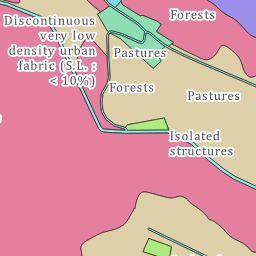 Forests
Discontinuous
very low
density urban
fabric (S.L. :
< 10%)
Pastures
Forests
Pastures
Isolated
structures